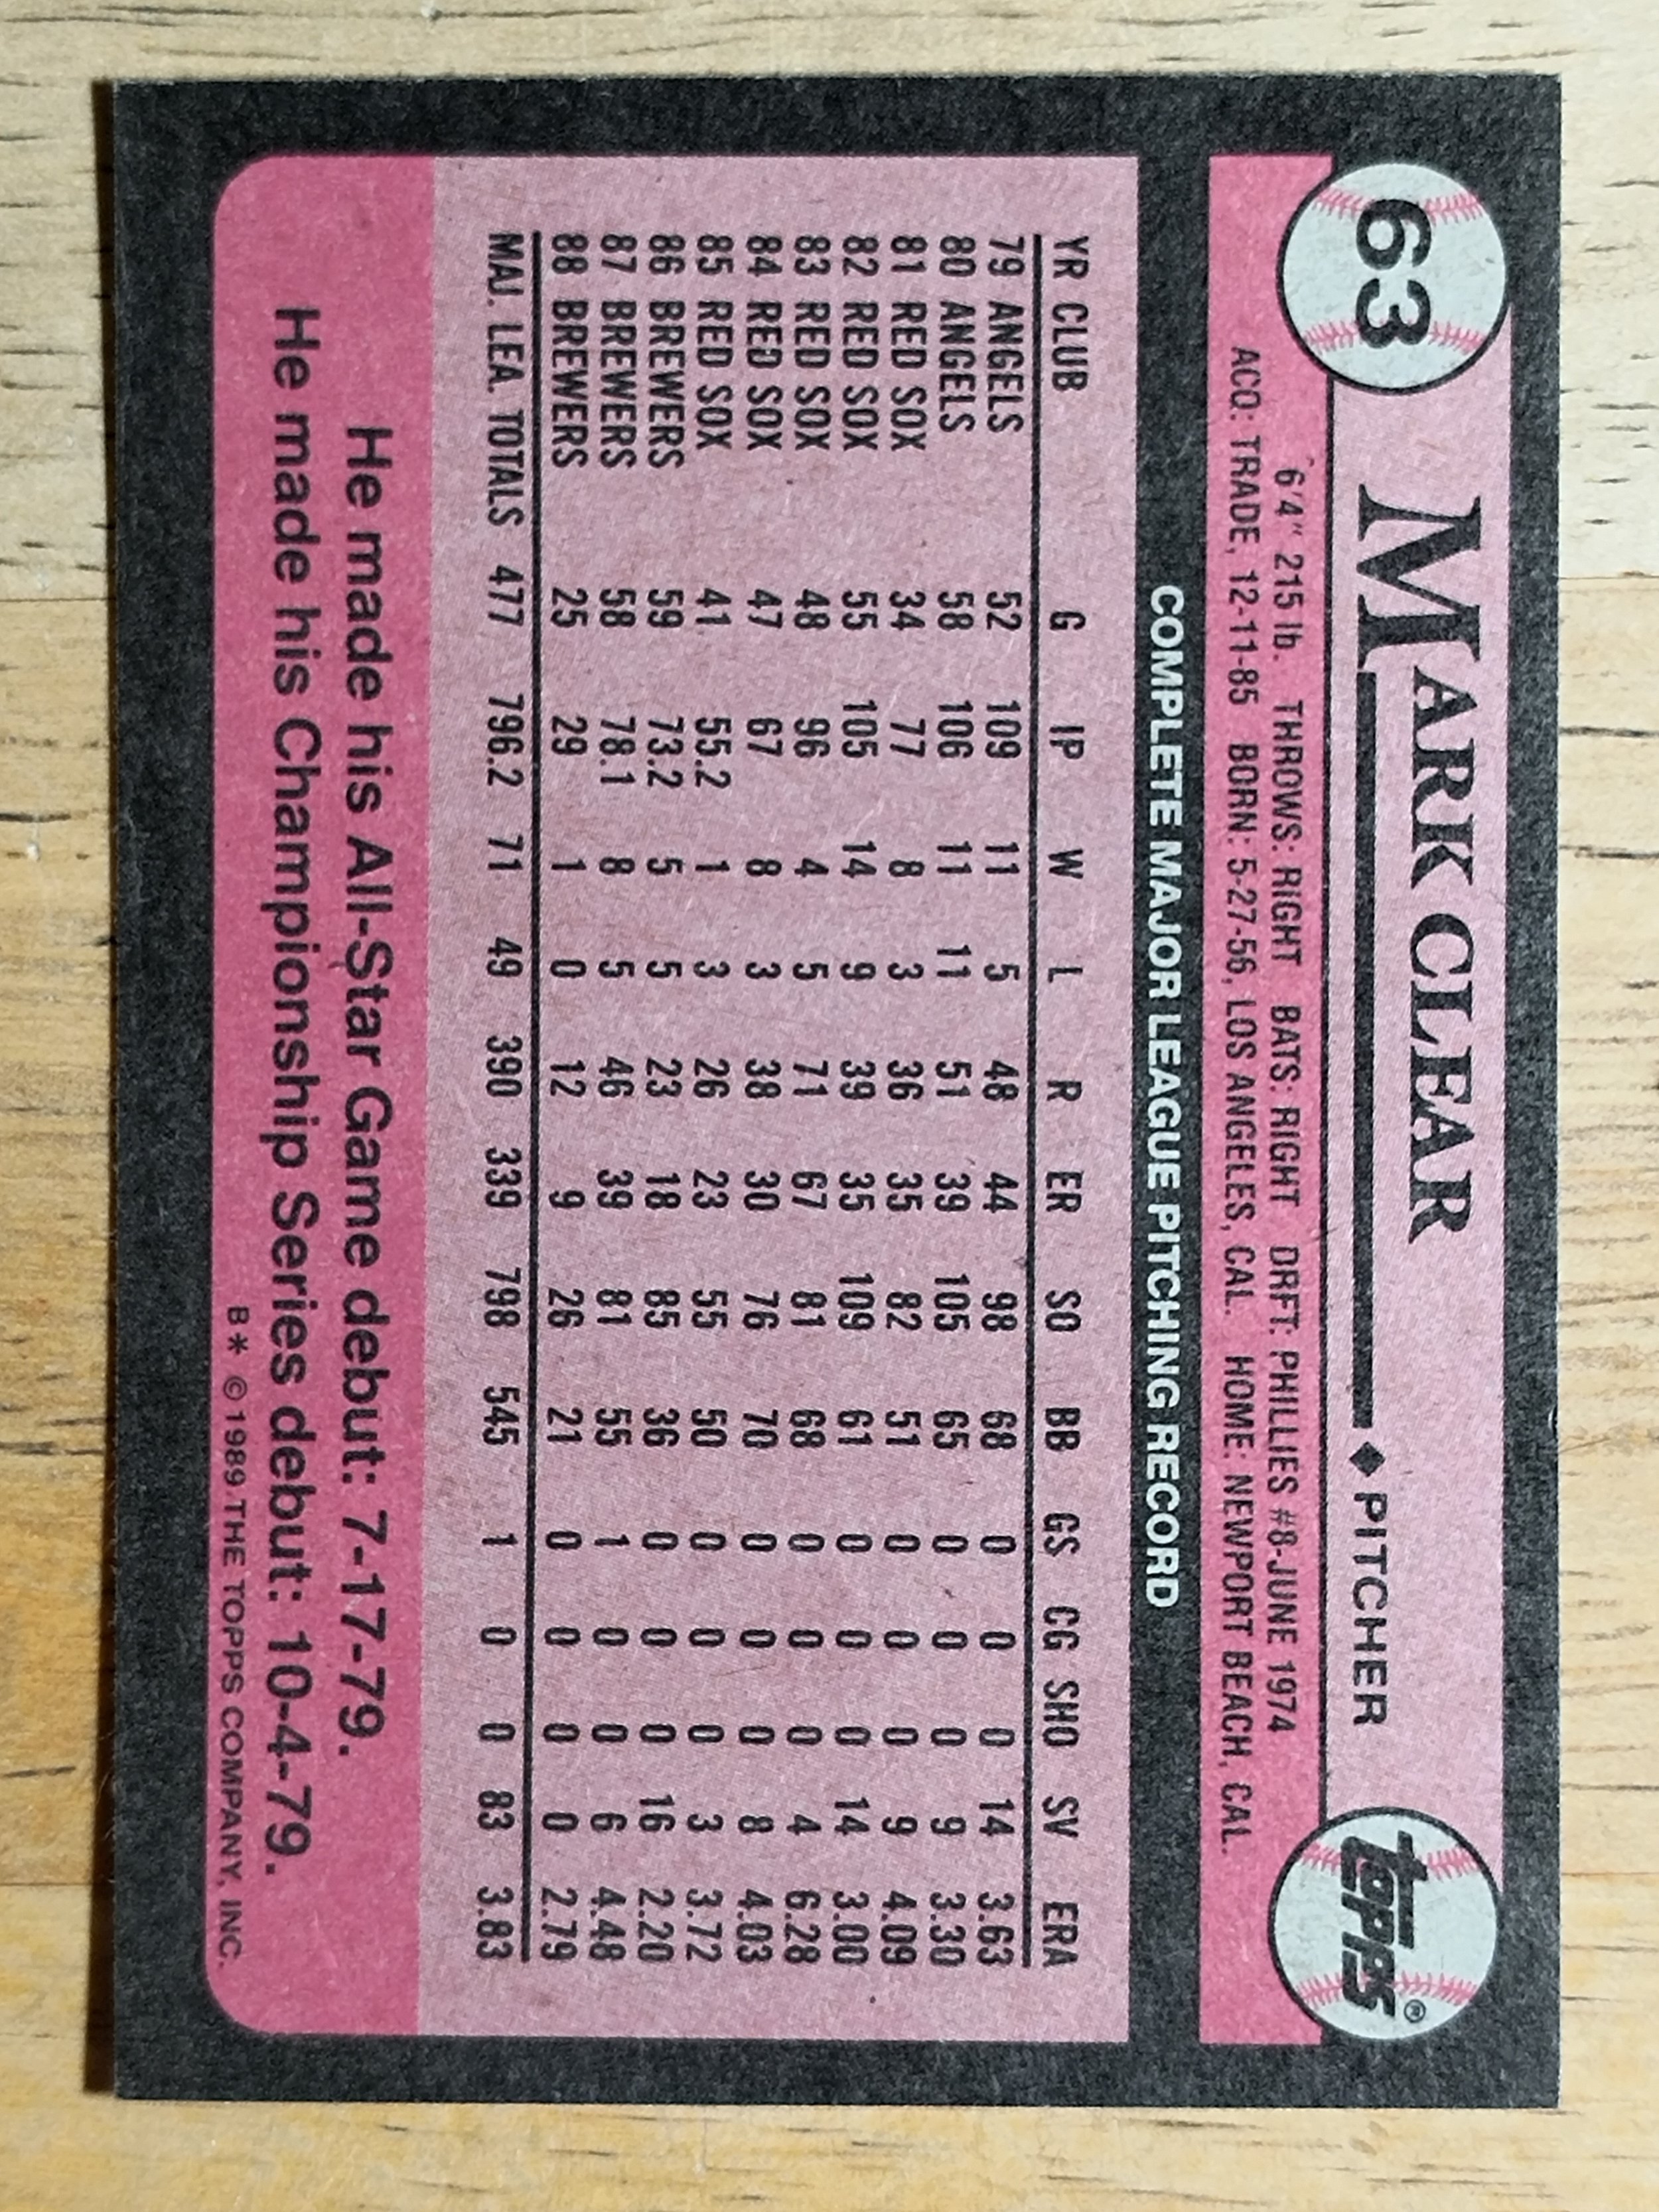 63
MARK CLEAR
◆ PITCHER
topps®
6'4" 215 lb. THROWS: RIGHT BATS: RIGHT DRFT: PHILLIES #8-JUNE 1974
ACQ: TRADE, 12-11-85 BORN: 5-27-56, LOS ANGELES, CAL. HOME: NEWPORT BEACH, CAL.
COMPLETE MAJOR LEAGUE PITCHING RECORD
YR CLUB G IP W L R ER SO BB GS CG SHO SV ERA
79 ANGELS 52 109 11 5 48 44 98 68 0 0 0 14 3.63
80 ANGELS 58 106 11 11 51 39 105 65 0 0 0 9 3.30
81 RED SOX 34 77 8 3 36 35 82 51 0 0 0 9 4.09
82 RED SOX 55 105 14 9 39 35 109 61 0 0 0 14 3.00
83 RED SOX 48 96 4 5 71 67 81 68 0 0 0 4 6.28
84 RED SOX 47 67 8 3 38 30 76 70 0 0 0 8 4.03
85 RED SOX 41 55.2 1 3 26 23 55 50 0 0 0 3 3.72
86 BREWERS 59 73.2 5 5 23 18 85 36 0 0 0 16 2.20
87 BREWERS 58 78.1 8 5 46 39 81 55 1 0 0 6 4.48
88 BREWERS 25 29 1 0 12 9 26 21 0 0 0 0 2.79
MAJ. LEA. TOTALS 477 796.2 71 49 390 339 798 545 1 0 0 83 3.83
He made his All-Star Game debut: 7-17-79.
He made his Championship Series debut: 10-4-79.
B* ©1989 THE TOPPS COMPANY, INC.